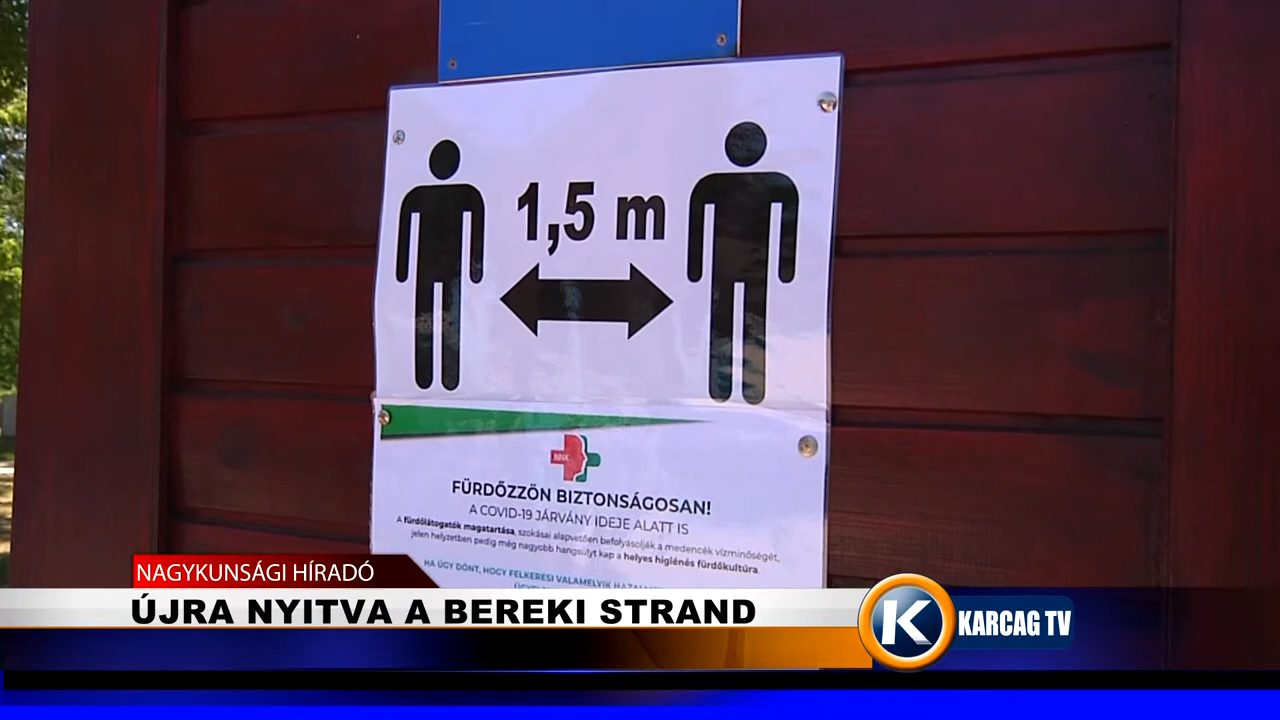 1,5 m
NNK
FÜRDŐZZÖN BIZTONSÁGOSAN!
A COVID-19 JÁRVÁNY IDEJE ALATT IS
A fürdőlátogatók magatartása, szokásai alapvetően befolyásolják a medencék vízminőségét,
jelen helyzetben pedig még nagyobb hangsúlyt kap a helyes higiénés fürdőkultúra.
HA ÚGY DÖNT, HOGY FELKERESI VALAMELYIK
NAGYKUNSÁGI HÍRADÓ
ÚJRA NYITVA A BEREKI STRAND
K KARCAG TV